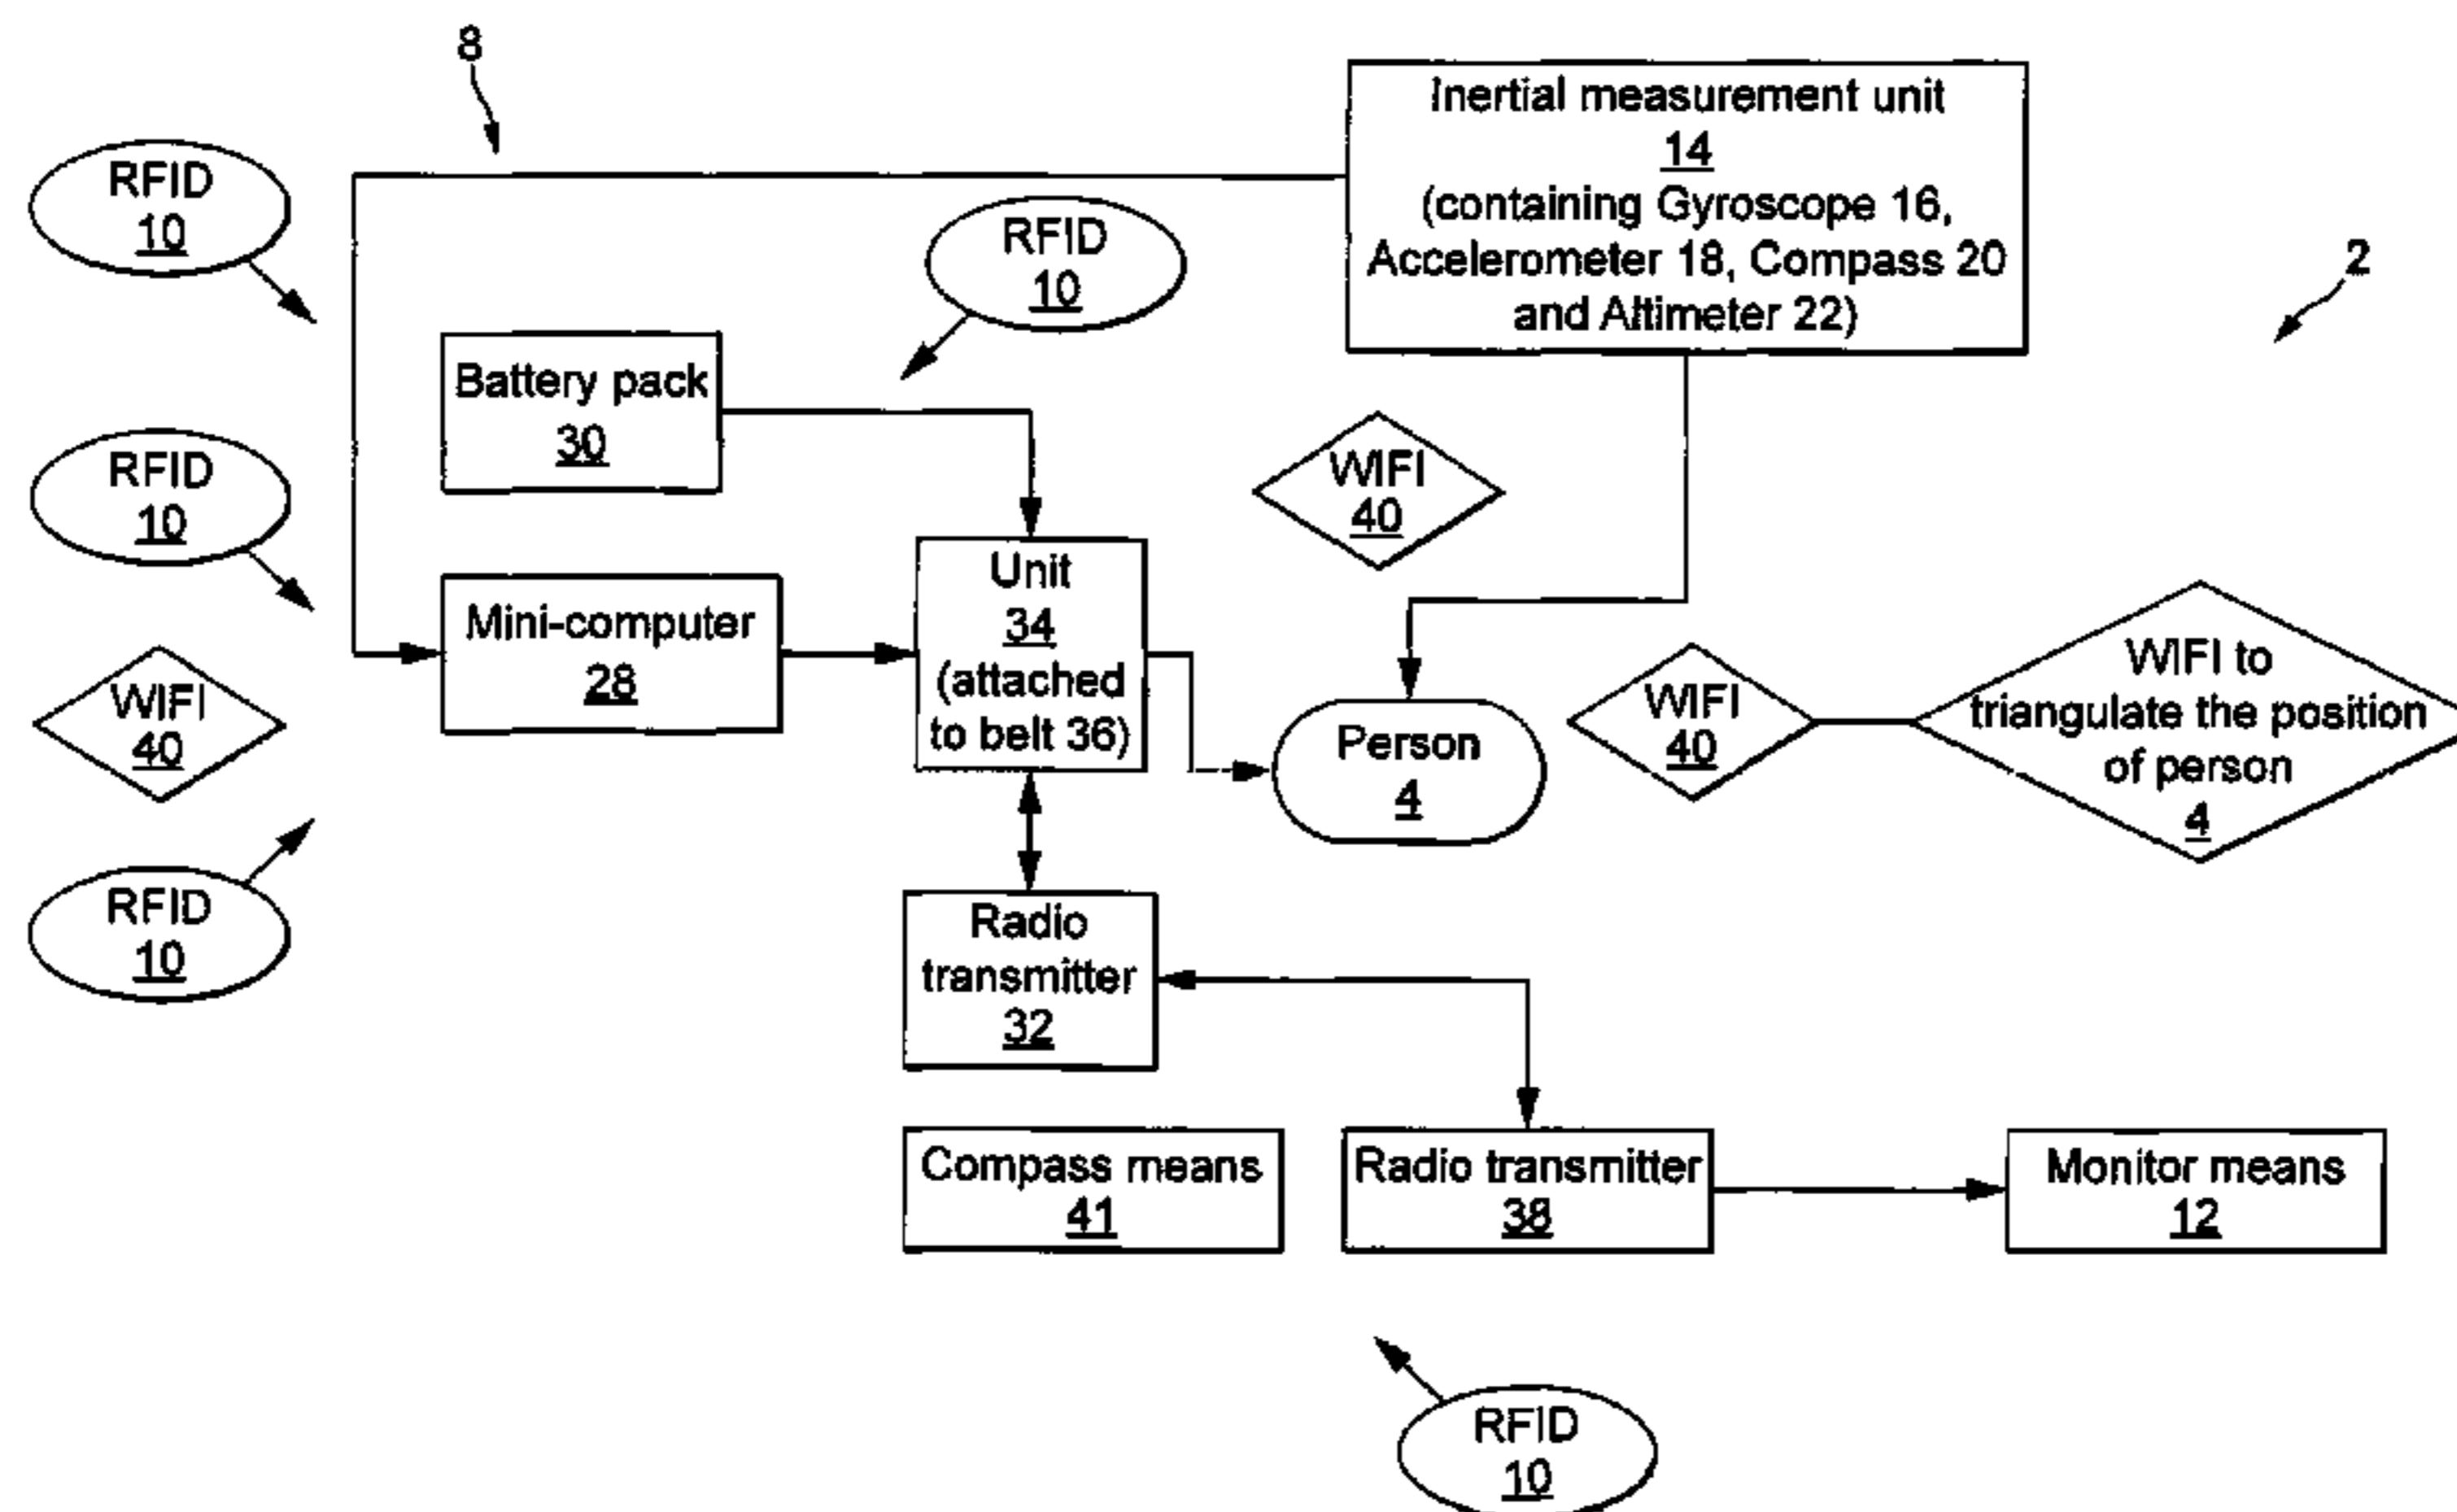 8
Inertial measurement unit
14
(containing Gyroscope 16,
Accelerometer 18, Compass 20
and Altimeter 22)
2
RFID
10
RFID
10
Battery pack
30
RFID
10
WIFI
40
Mini-computer
28
Unit
34
(attached
to belt 36)
WIFI
40
Person
4
WIFI
40
WIFI to
triangulate the position
of person
4
RFID
10
Radio
transmitter
32
Compass means
41
Radio transmitter
38
Monitor means
12
RFID
10